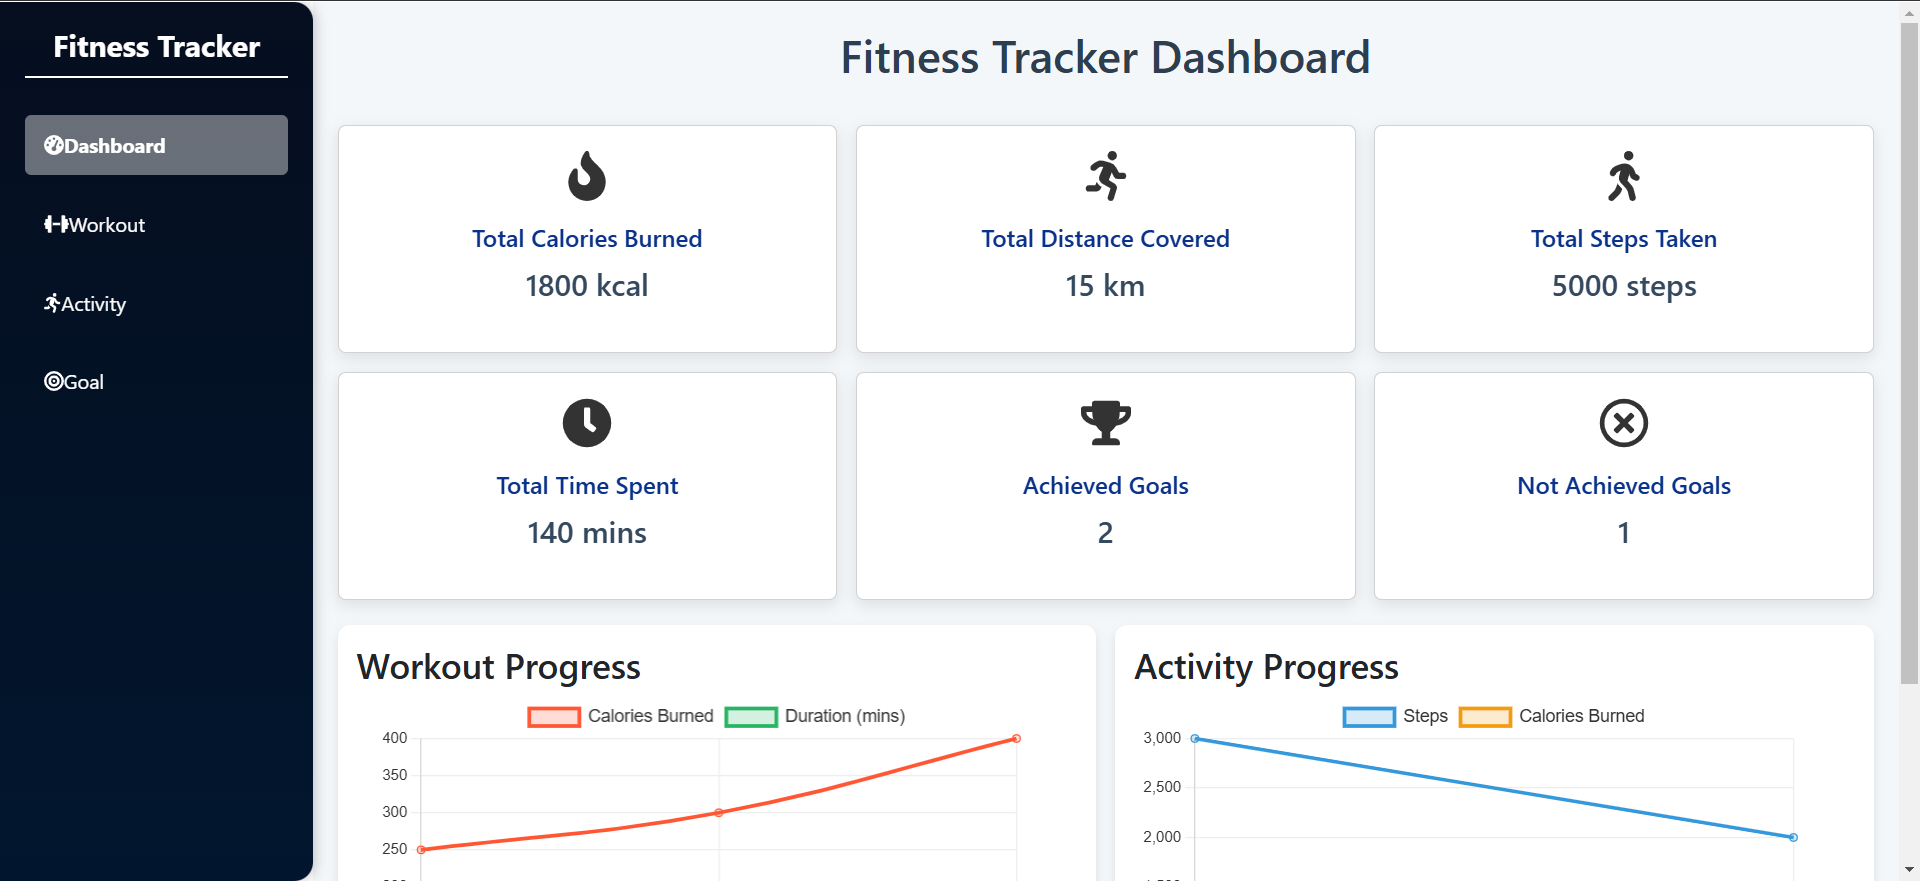 Fitness Tracker
Dashboard
Workout
Activity
Goal
Fitness Tracker Dashboard
Total Calories Burned
1800 kcal
Total Distance Covered
15 km
Total Steps Taken
5000 steps
Total Time Spent
140 mins
Achieved Goals
2
Not Achieved Goals
1
Workout Progress
Calories Burned Duration (mins)
400
350
300
250
Activity Progress
Steps Calories Burned
3,000
2,500
2,000